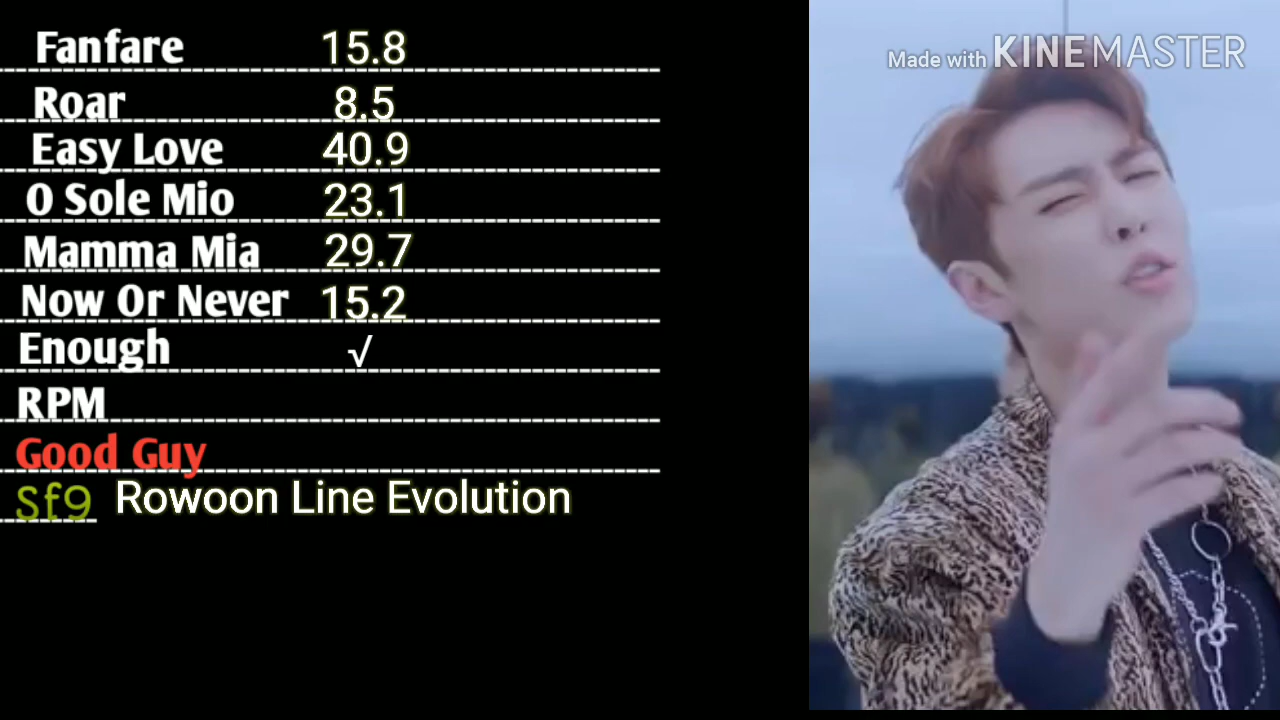 Fanfare 15.8
Roar 8.5
Easy Love 40.9
O Sole Mio 23.1
Mamma Mia 29.7
Now Or Never 15.2
Enough √
RPM
Good Guy
Sf9 Rowoon Line Evolution
Made with KINEMASTER